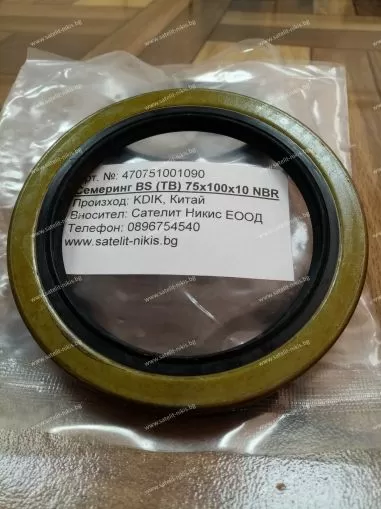 рт. №: 470751001090
Семеринг BS (TB) 75x100x10 NBR
Произход: KDIK, Китай
Вносител: Сателит Никис ЕООД
Телефон: 0896754540
www.satelit-nikis.bg